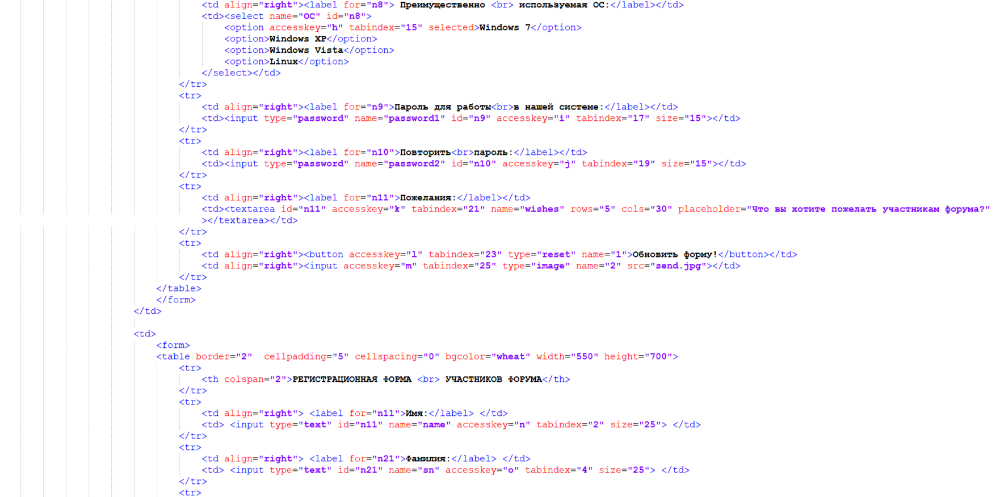 <td align="right"><label for="n8"> Преимущественно <br> используемая ОС:</label></td>
<td><select name="ОС" id="n8">
<option accesskey="h" tabindex="15" selected>Windows 7</option>
<option>Windows XP</option>
<option>Windows Vista</option>
<option>Linux</option>
</select></td>
</tr>
<tr>
<td align="right"><label for="n9">Пароль для работы<br>в нашей системе:</label></td>
<td><input type="password" name="password1" id="n9" accesskey="i" tabindex="17" size="15"></td>
</tr>
<tr>
<td align="right"><label for="n10">Повторить<br>пароль:</label></td>
<td><input type="password" name="password2" id="n10" accesskey="j" tabindex="19" size="15"></td>
</tr>
<tr>
<td align="right"><label for="n11">Пожелания:</label></td>
<td><textarea id="n11" accesskey="k" tabindex="21" name="wishes" rows="5" cols="30" placeholder="Что вы хотите пожелать участникам форума?"
></textarea></td>
</tr>
<tr>
<td align="right"><button accesskey="l" tabindex="23" type="reset" name="1">Обновить форму!</button></td>
<td align="right"><input accesskey="m" tabindex="25" type="image" name="2" src="send.jpg"></td>
</tr>
</table>
</form>
</td>
<td>
<form>
<table border="2"  cellpadding="5" cellspacing="0" bgcolor="wheat" width="550" height="700">
<tr>
<th colspan="2">РЕГИСТРАЦИОННАЯ ФОРМА <br> УЧАСТНИКОВ ФОРУМА</th>
</tr>
<tr>
<td align="right"> <label for="n11">Имя:</label> </td>
<td> <input type="text" id="n11" name="name" accesskey="n" tabindex="2" size="25"> </td>
</tr>
<tr>
<td align="right"> <label for="n21">Фамилия:</label> </td>
<td> <input type="text" id="n21" name="sn" accesskey="o" tabindex="4" size="25"> </td>
</tr>
<tr>